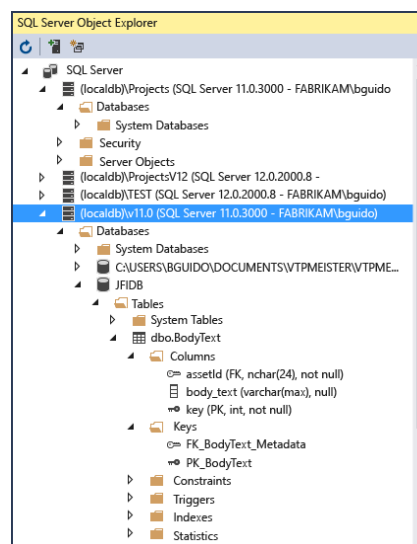 SQL Server Object Explorer
SQL Server
(localdb)\Projects (SQL Server 11.0.3000 - FABRIKAM\bguido
Databases
System Databases
Security
Server Objects
(localdb)\ProjectsV12 (SQL Server 12.0.2000.8 -
(localdb)\TEST (SQL Server 12.0.2000.8 - FABRIKAM\bguido)
(localdb)\v11.0 (SQL Server 11.0.3000 - FABRIKAM\bguido)
Databases
System Databases
C:\USERS\BGUIDO\DOCUMENTS\VTPMEISTER\VTPME...
JFIDB
Tables
System Tables
dbo.BodyText
Columns
assetId (FK, nchar(24), not null)
body_text (varchar(max), null)
key (PK, int, not null)
Keys
FK_BodyText_Metadata
PK_BodyText
Constraints
Triggers
Indexes
Statistics